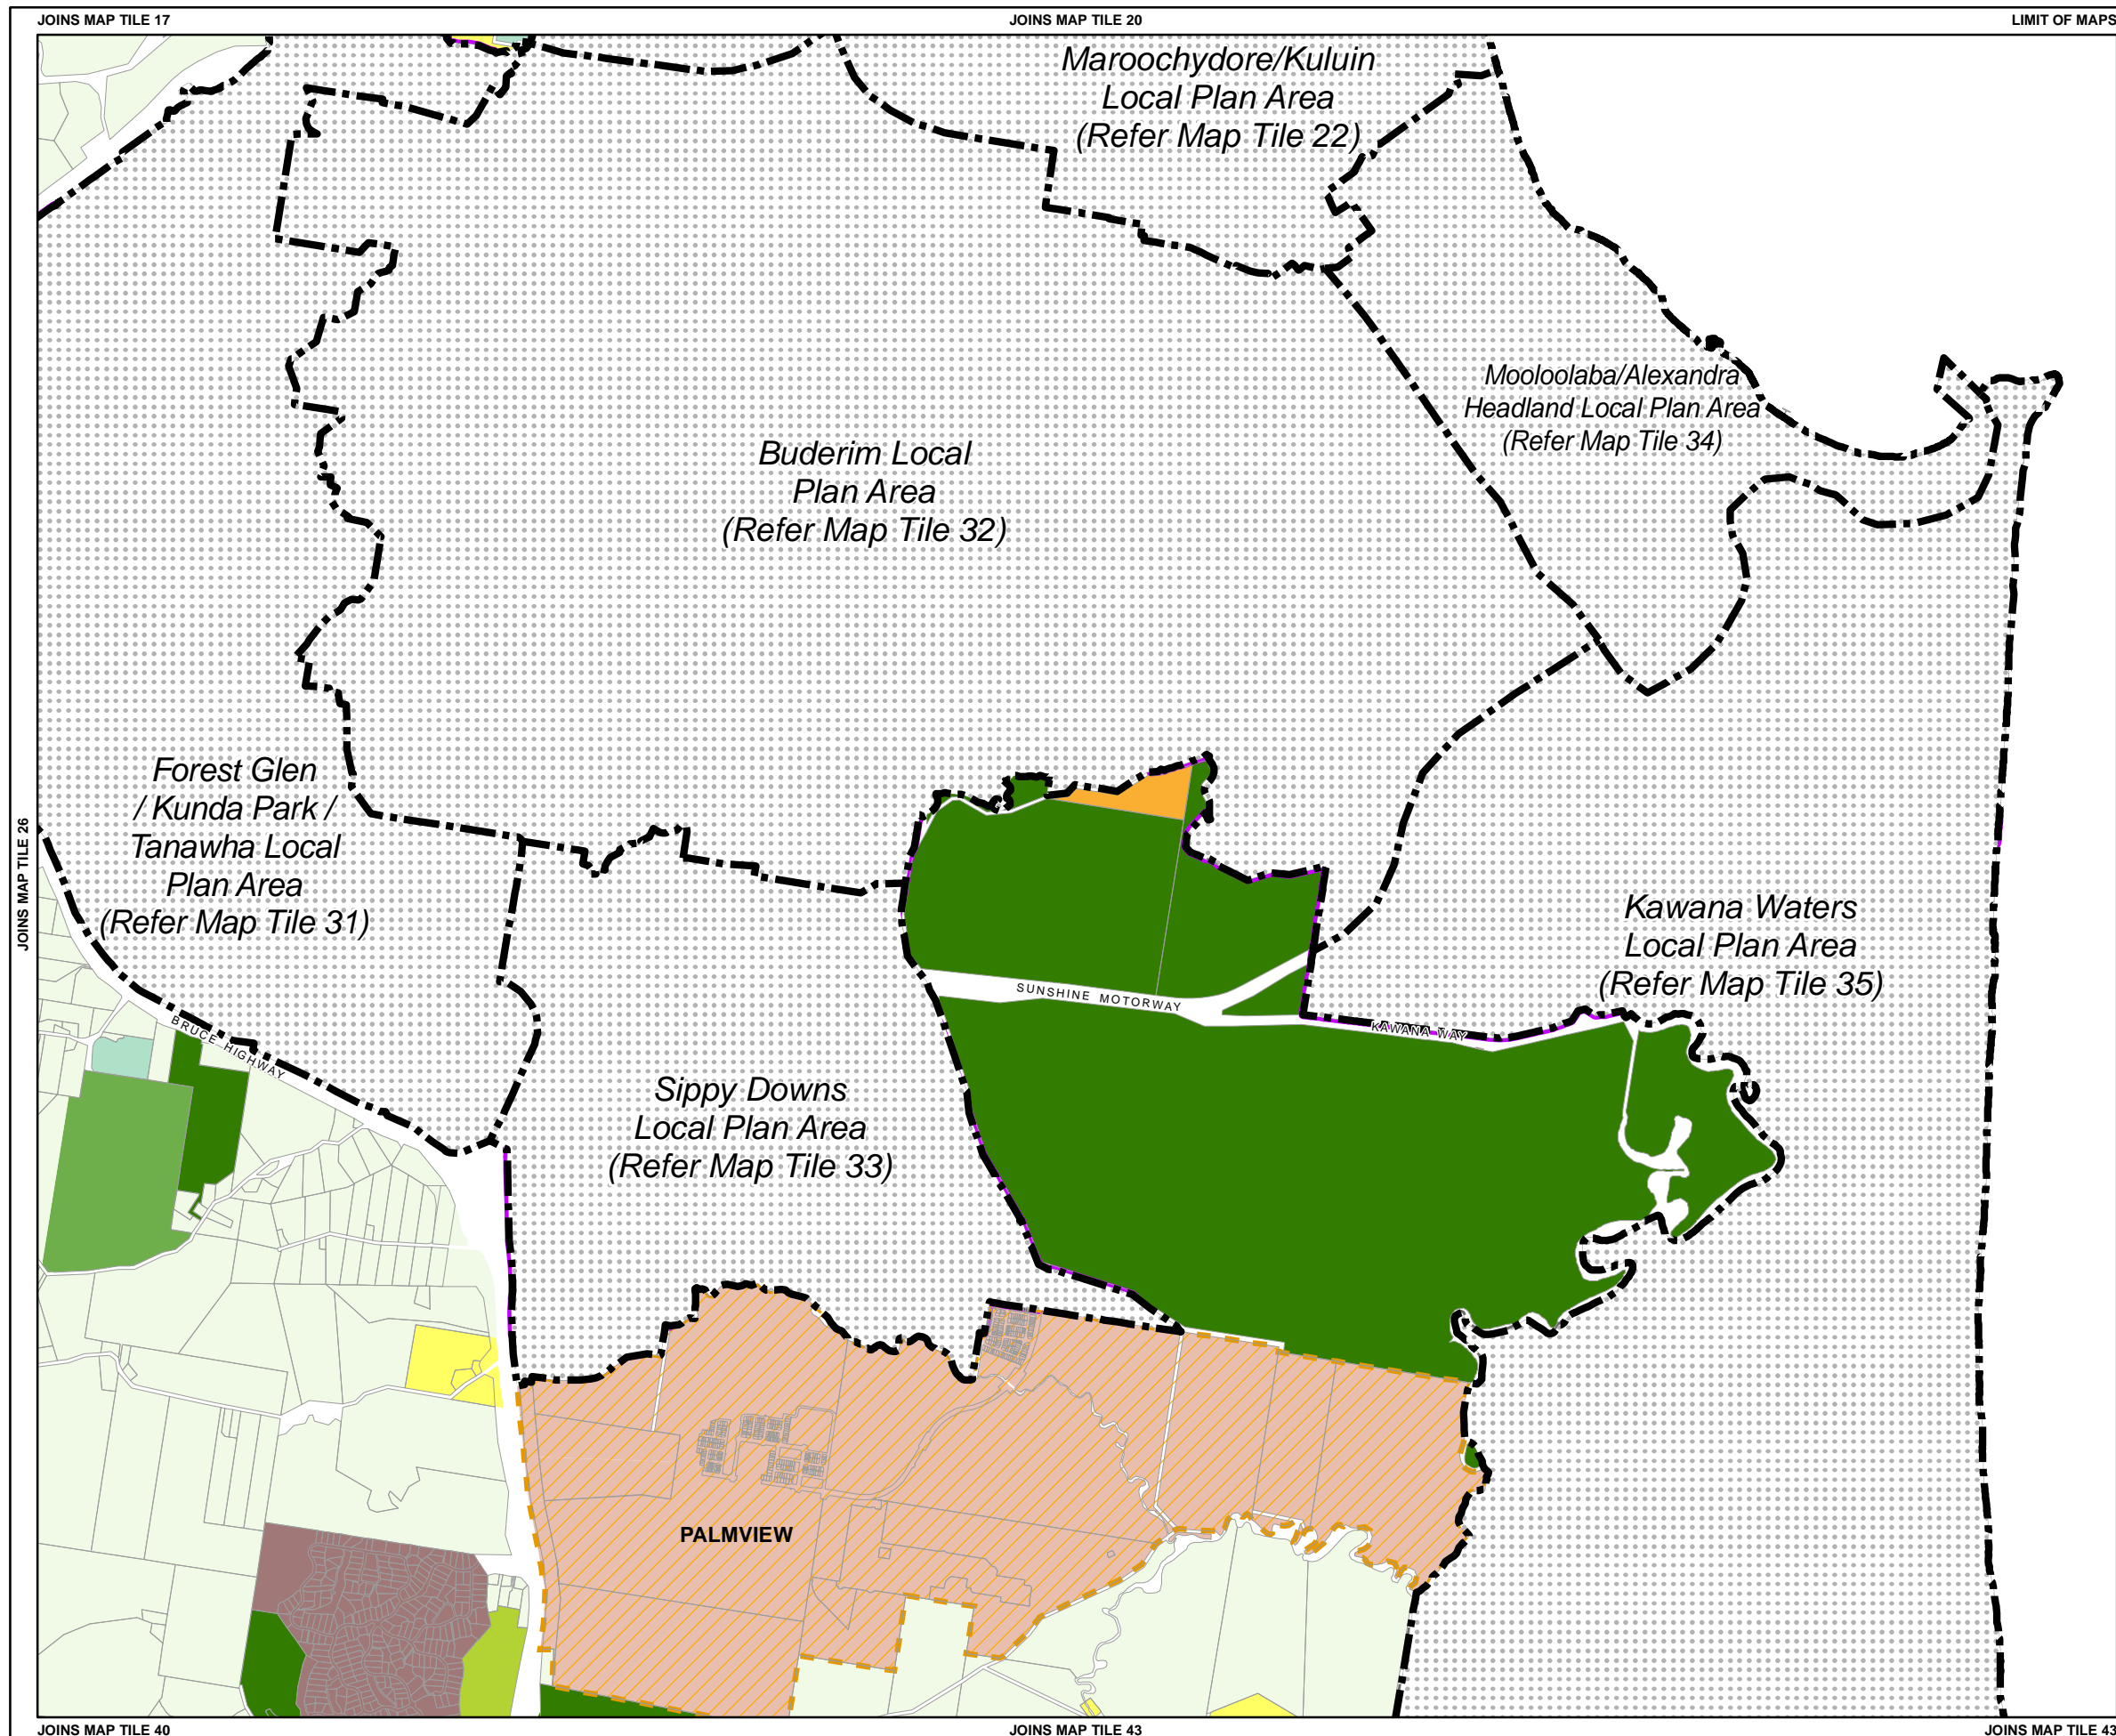 JOINS MAP TILE 17
JOINS MAP TILE 20
LIMIT OF MAPS
Maroochydore/Kuluin
Local Plan Area
(Refer Map Tile 22)
Mooloolaba/Alexandra
Headland Local Plan Area
(Refer Map Tile 34)
Buderim Local
Plan Area
(Refer Map Tile 32)
Forest Glen
/ Kunda Park /
Tanawha Local
Plan Area
(Refer Map Tile 31)
JOINS MAP TILE 26
Kawana Waters
Local Plan Area
(Refer Map Tile 35)
SUNSHINE MOTORWAY
KAWANA WAY
BRUCE HIGHWAY
Sippy Downs
Local Plan Area
(Refer Map Tile 33)
PALMVIEW
JOINS MAP TILE 40
JOINS MAP TILE 43
JOINS MAP TILE 43